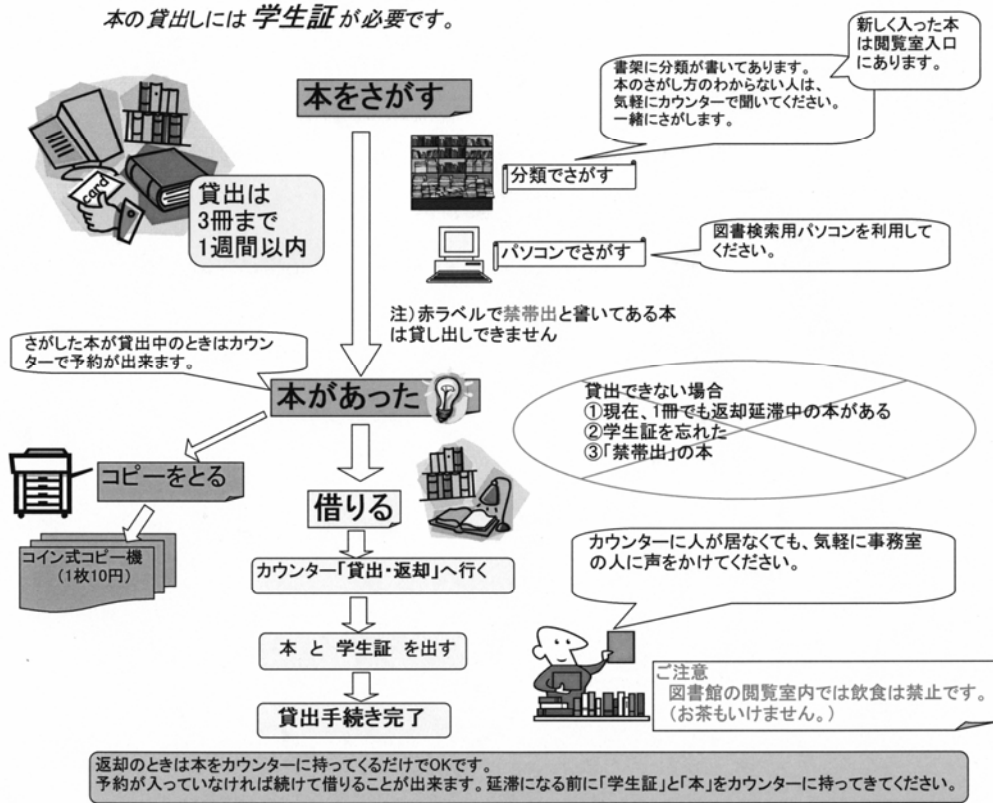 本の貸出しには 学生証 が必要です。
新しく入った本
は閲覧室入口
にあります。
書架に分類が書いてあります。
本のさがし方のわからない人は、
気軽にカウンターで聞いてください。
一緒にさがします。
本をさがす
card
貸出は
3冊まで
1週間以内
分類でさがす
パソコンでさがす
図書検索用パソコンを利用して
ください。
注）赤ラベルで禁帯出と書いてある本
は貸し出しできません
さがした本が貸出中のときはカウン
ターで予約が出来ます。
本があった
貸出できない場合
①現在、1冊でも返却延滞中の本がある
②学生証を忘れた
③「禁帯出」の本
コピーをとる
コイン式コピー機
（1枚10円）
借りる
カウンター「貸出・返却」へ行く
本 と 学生証 を出す
貸出手続き完了
カウンターに人が居なくても、気軽に事務室
の人に声をかけてください。
ご注意
図書館の閲覧室内では飲食は禁止です。
（お茶もいけません。）
返却のときは本をカウンターに持ってくるだけでOKです。
予約が入っていなければ続けて借りることが出来ます。延滞になる前に「学生証」と「本」をカウンターに持ってきてください。